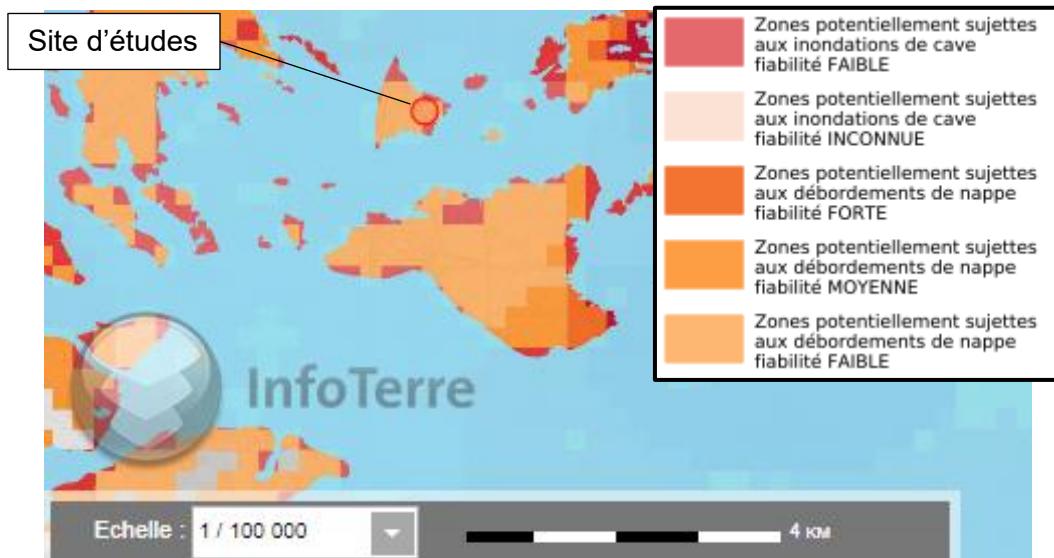 Site d'études
Zones potentiellement sujettes
aux inondations de cave
fiabilité FAIBLE
Zones potentiellement sujettes
aux inondations de cave
fiabilité INCONNUE
Zones potentiellement sujettes
aux débordements de nappe
fiabilité FORTE
Zones potentiellement sujettes
aux débordements de nappe
fiabilité MOYENNE
Zones potentiellement sujettes
aux débordements de nappe
fiabilité FAIBLE
InfoTerre
Echelle : 1 / 100 000
4 KM